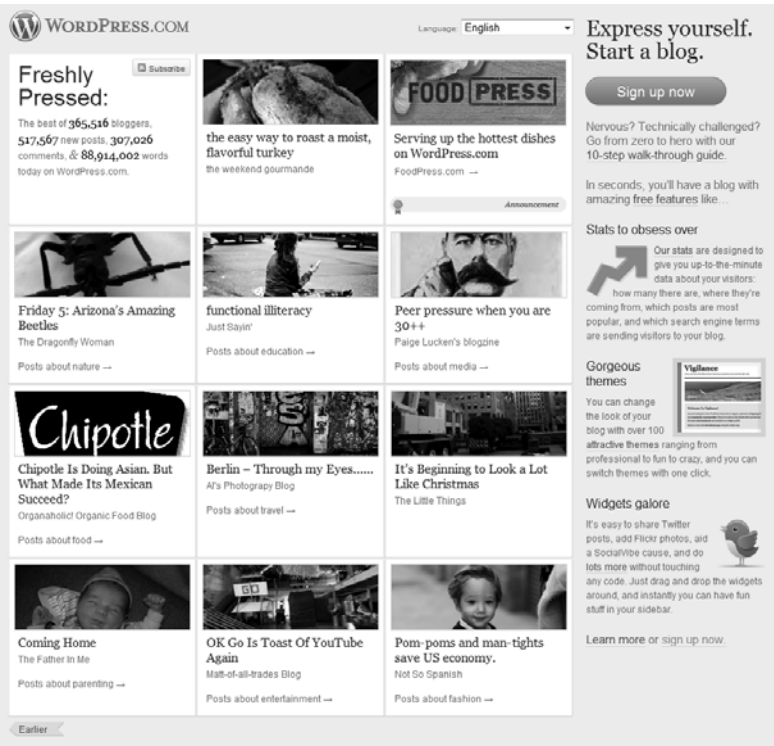 WORDPRESS.COM
Language:
English
Freshly
Pressed:
Subscribe
The best of 365,516 bloggers,
517,567 new posts, 307,026
comments, & 88,914,002 words
today on WordPress.com.
the easy way to roast a moist,
flavorful turkey
the weekend gourmande
FOOD PRESS
Serving up the hottest dishes
on WordPress.com
FoodPress.com →
Announcement
Friday 5: Arizona's Amazing
Beetles
The Dragonfly Woman
Posts about nature →
functional illiteracy
Just Sayin'
Posts about education →
Peer pressure when you are
30++
Paige Lucken's blogzine
Posts about media →
Chipotle
Chipotle Is Doing Asian. But
What Made Its Mexican
Succeed?
Organaholic! Organic Food Blog
Posts about food →
Berlin – Through my Eyes......
Al's Photograpy Blog
Posts about travel →
It's Beginning to Look a Lot
Like Christmas
The Little Things
Coming Home
The Father In Me
Posts about parenting →
GO
OK Go Is Toast Of YouTube
Again
Matt-of-all-trades Blog
Posts about entertainment →
Pom-poms and man-tights
save US economy.
Not So Spanish
Posts about fashion →
Earlier
Express yourself.
Start a blog.
Sign up now
Nervous? Technically challenged?
Go from zero to hero with our
10-step walk-through guide.
In seconds, you'll have a blog with
amazing free features like...
Stats to obsess over
Our stats are designed to
give you up-to-the-minute
data about your visitors:
how many there are, where they're
coming from, which posts are most
popular, and which search engine terms
are sending visitors to your blog.
Gorgeous
themes
Vigilance
You can change
the look of your
blog with over 100
attractive themes ranging from
professional to fun to crazy, and you can
switch themes with one click.
Widgets galore
It's easy to share Twitter
posts, add Flickr photos, aid
a SocialVibe cause, and do
lots more without touching
any code. Just drag and drop the widgets
around, and instantly you can have fun
stuff in your sidebar.
Learn more or sign up now.